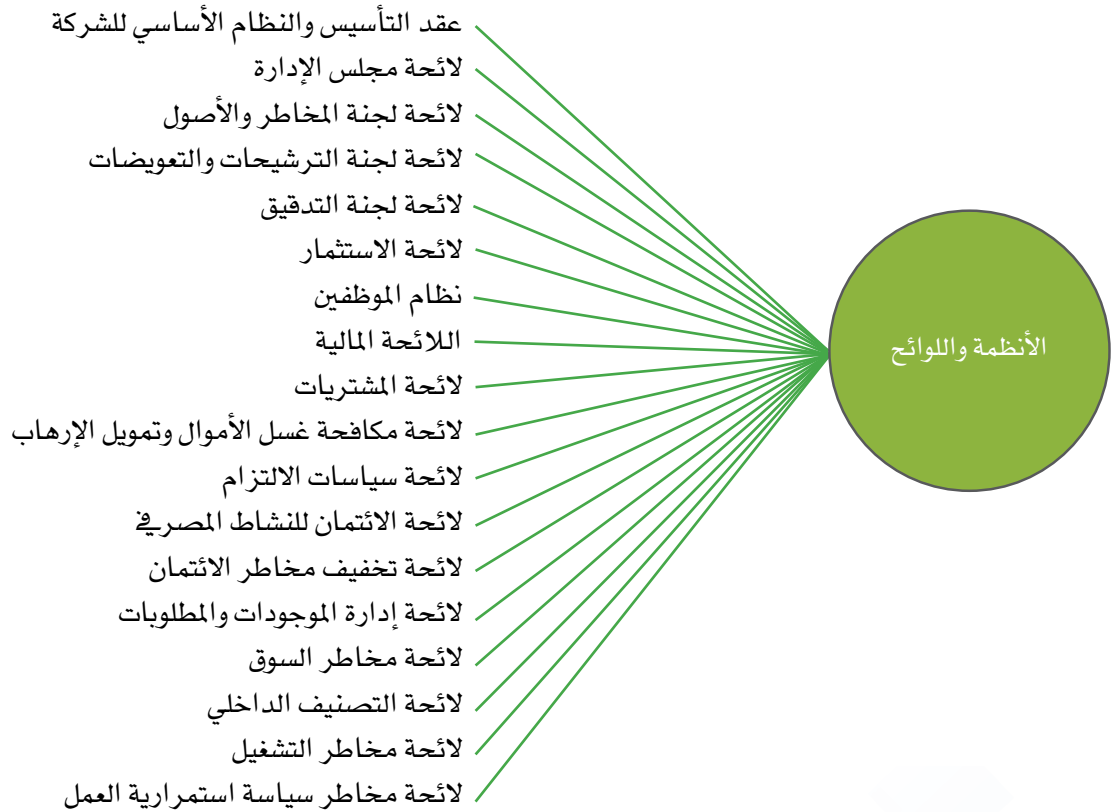 عقد التأسيس والنظام الأساسي للشركة
لائحة مجلس الإدارة
لائحة لجنة المخاطر والأصول
لائحة لجنة الترشيحات والتعويضات
لائحة لجنة التدقيق
لائحة الاستثمار
نظام الموظفين
اللائحة المالية
لائحة المشتريات
لائحة مكافحة غسل الأموال وتمويل الإرهاب
لائحة سياسات الالتزام
لائحة الائتمان للنشاط المصرفي
لائحة تخفيف مخاطر الائتمان
لائحة إدارة الموجودات والمطلوبات
لائحة مخاطر السوق
لائحة التصنيف الداخلي
لائحة مخاطر التشغيل
لائحة مخاطر سياسة استمرارية العمل
الأنظمة واللوائح